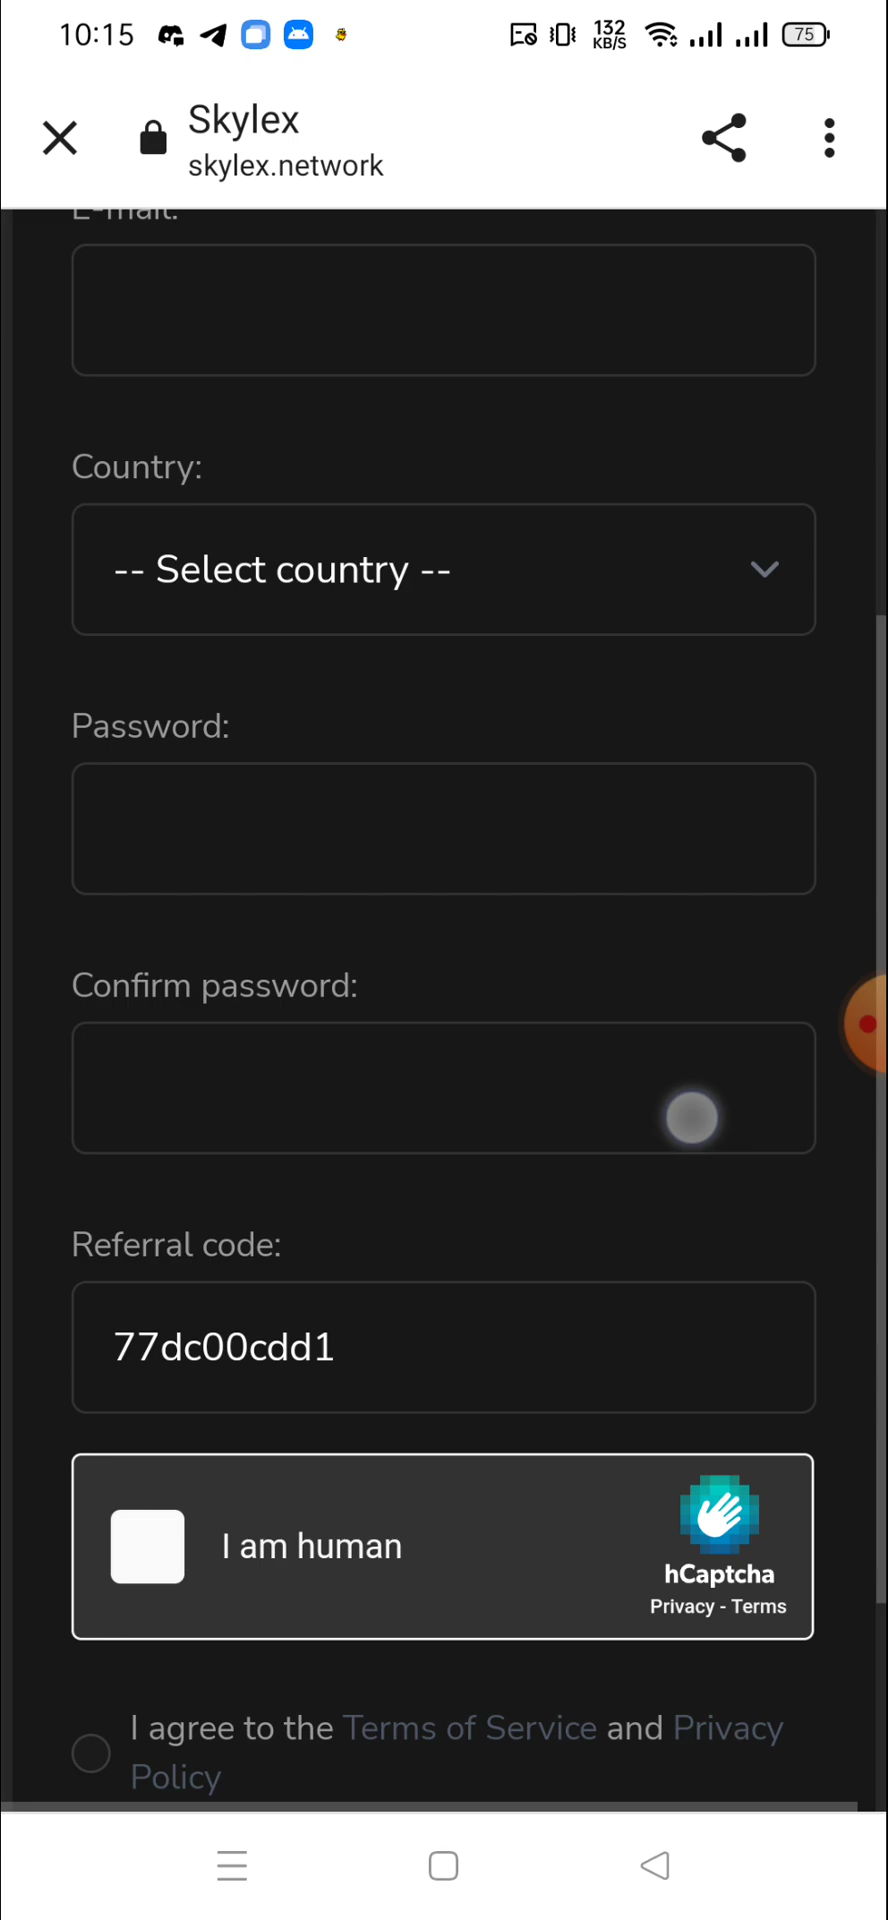 10:15 132 KB/S 75
Skylex
skylex.network
E-mail:
Country:
-- Select country --
Password:
Confirm password:
Referral code:
77dc00cdd1
I am human
hCaptcha
Privacy - Terms
I agree to the Terms of Service and Privacy
Policy